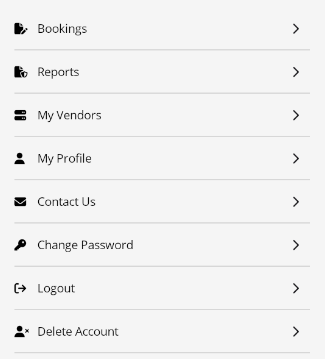 Bookings
Reports
My Vendors
My Profile
Contact Us
Change Password
Logout
Delete Account